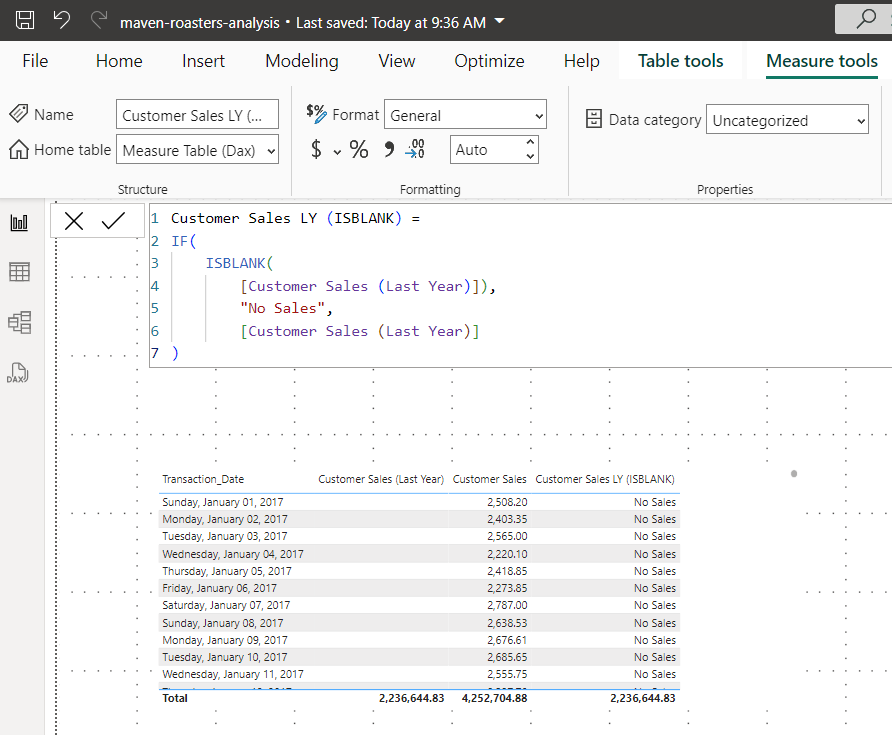 maven-roasters-analysis • Last saved: Today at 9:36 AM
File Home Insert Modeling View Optimize Help Table tools Measure tools
Name Customer Sales LY (... $% Format General Data category Uncategorized
Home table Measure Table (Dax) $ % , .00 Auto
Structure Formatting Properties
1 Customer Sales LY (ISBLANK) =
2 IF(
3 ISBLANK(
4 [Customer Sales (Last Year)]),
5 "No Sales",
6 [Customer Sales (Last Year)]
7 )
DAX
Transaction_Date Customer Sales (Last Year) Customer Sales Customer Sales LY (ISBLANK)
Sunday, January 01, 2017 2,508.20 No Sales
Monday, January 02, 2017 2,403.35 No Sales
Tuesday, January 03, 2017 2,565.00 No Sales
Wednesday, January 04, 2017 2,220.10 No Sales
Thursday, January 05, 2017 2,418.85 No Sales
Friday, January 06, 2017 2,273.85 No Sales
Saturday, January 07, 2017 2,787.00 No Sales
Sunday, January 08, 2017 2,638.53 No Sales
Monday, January 09, 2017 2,676.61 No Sales
Tuesday, January 10, 2017 2,685.65 No Sales
Wednesday, January 11, 2017 2,555.75 No Sales
Total 2,236,644.83 4,252,704.88 2,236,644.83